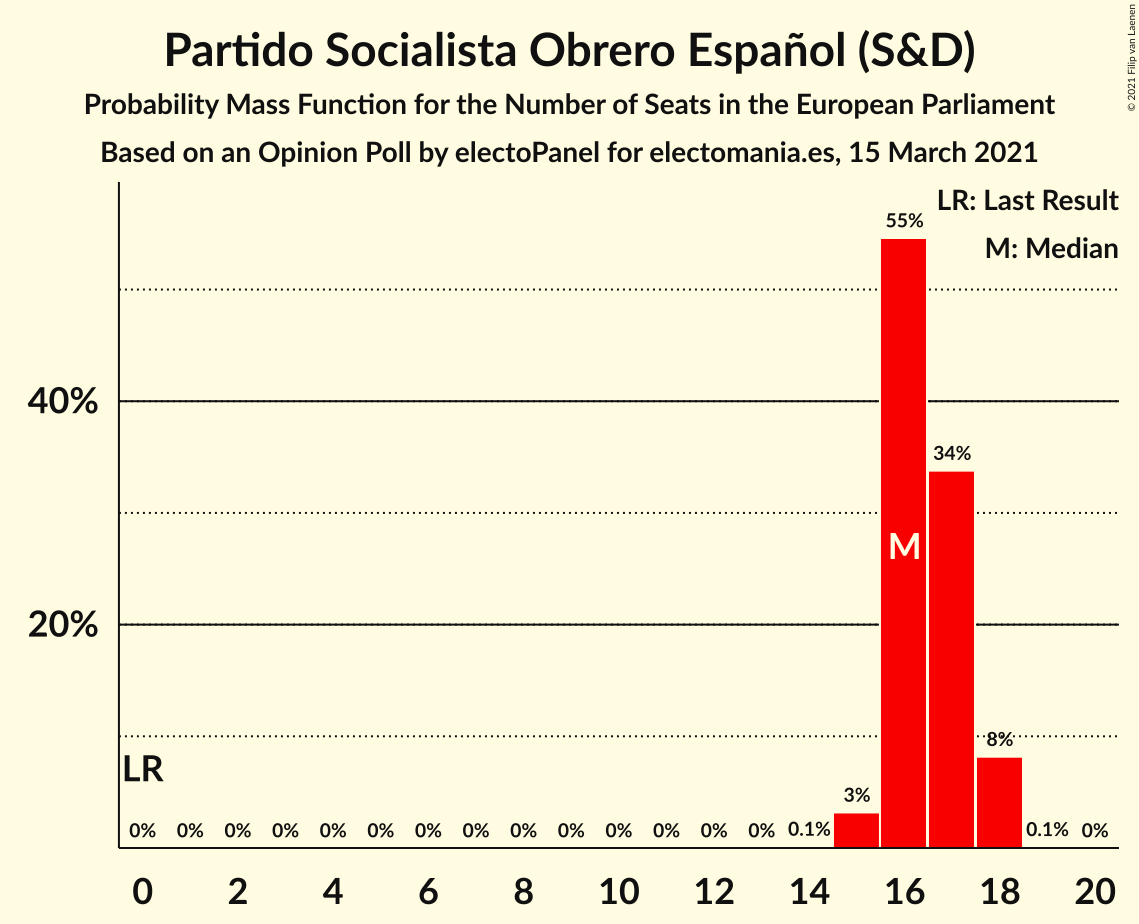 Partido Socialista Obrero Español (S&D)
Probability Mass Function for the Number of Seats in the European Parliament
Based on an Opinion Poll by electoPanel for electomania.es, 15 March 2021
© 2021 Filip van Laenen
LR: Last Result
M: Median
55%
40%
34%
M
20%
8%
LR
3%
0% 0% 0% 0% 0% 0% 0% 0% 0% 0% 0% 0% 0% 0% 0.1% 0.1% 0%
0 2 4 6 8 10 12 14 16 18 20